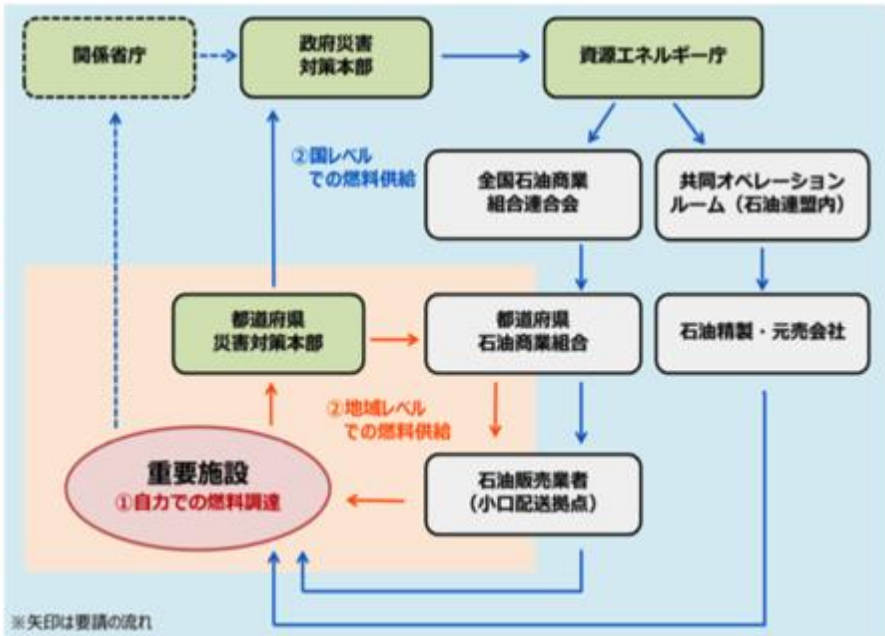 関係省庁
政府災害
対策本部
資源エネルギー庁
②国レベル
での燃料供給
全国石油商業
組合連合会
共同オペレーション
ルーム（石油連盟内）
都道府県
災害対策本部
都道府県
石油商業組合
石油精製・元売会社
②地域レベル
での燃料供給
重要施設
①自力での燃料調達
石油販売業者
（小口配送拠点）
※矢印は要請の流れ